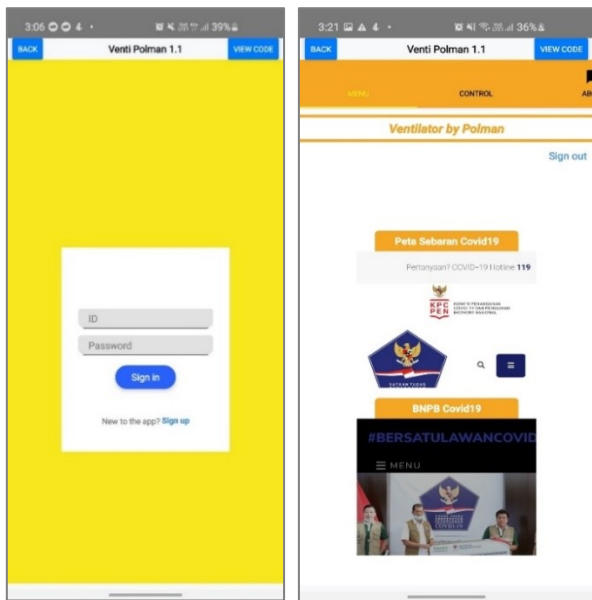 3:06
39%
BACK
Venti Polman 1.1
VIEW CODE
ID
Password
Sign in
New to the app? Sign up
3:21
36%
BACK
Venti Polman 1.1
VIEW CODE
MENU
CONTROL
Ventilator by Polman
Sign out
Peta Sebaran Covid19
Pertanyaan? COVID-19 Hotline 119
KPC
PEN
BNPB Covid19
#BERSATULAWANCOVID
MENU